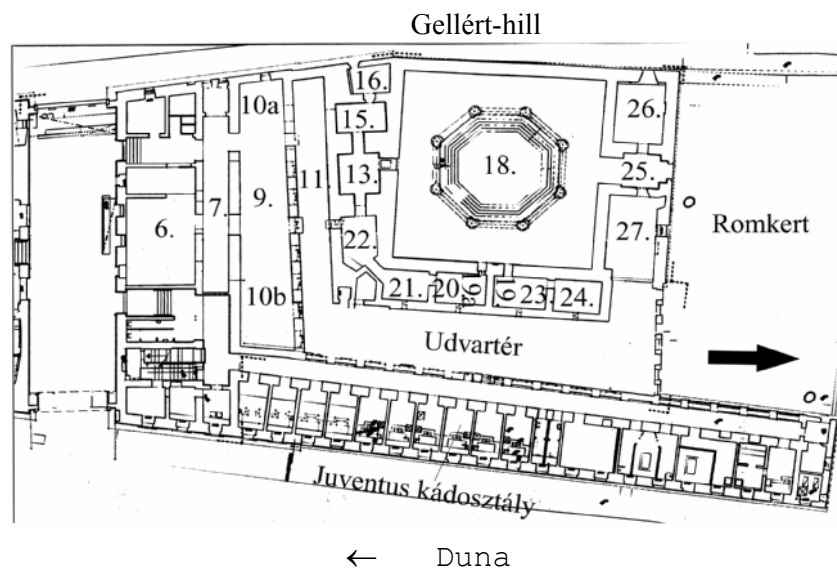 Gellért-hill
16.
10a
26.
15.
18.
13.
25.
11.
9.
7.
Romkert
6.
27.
22.
21.
20.
19.
23.
24.
10b
Udvartér
Juventus kádosztály
← Duna